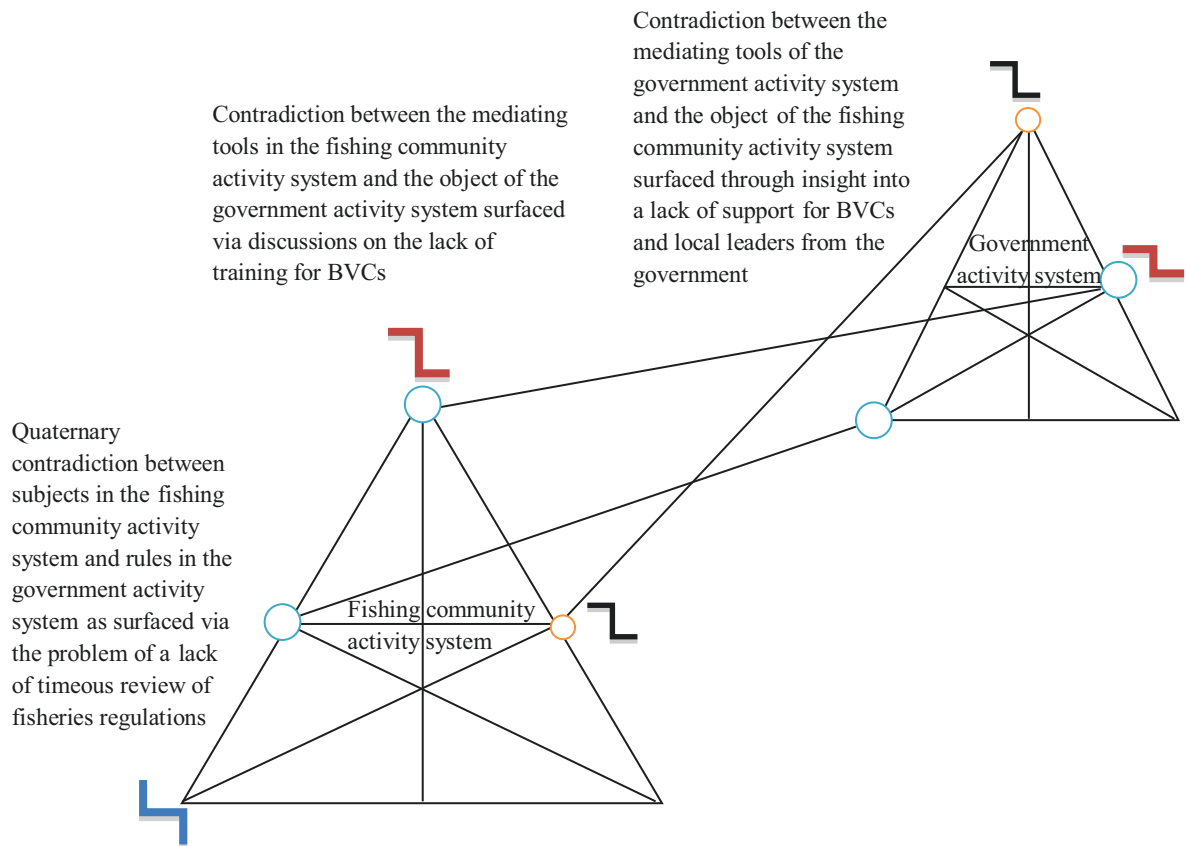 Contradiction between the mediating
tools in the fishing community
activity system and the object of the
government activity system surfaced
via discussions on the lack of
training for BVCs
Contradiction between the
mediating tools of the
government activity system
and the object of the fishing
community activity system
surfaced through insight into
a lack of support for BVCs
and local leaders from the
government
Government
activity system
Quaternary
contradiction between
subjects in the fishing
community activity
system and rules in the
government activity
system as surfaced via
the problem of a lack
of timeous review of
fisheries regulations
Fishing community
activity system